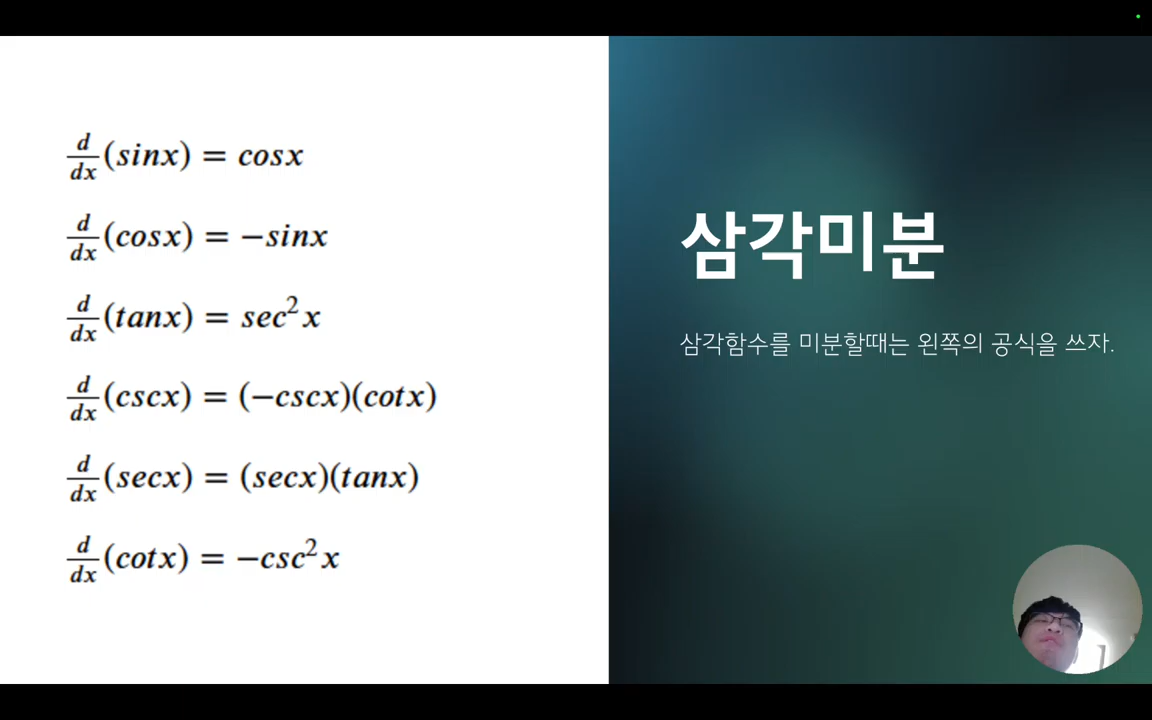 d/dx (sinx) = cosx
d/dx (cosx) = −sinx
d/dx (tanx) = sec²x
d/dx (cscx) = (−cscx)(cotx)
d/dx (secx) = (secx)(tanx)
d/dx (cotx) = −csc²x
삼각미분
삼각함수를 미분할때는 왼쪽의 공식을 쓰자.